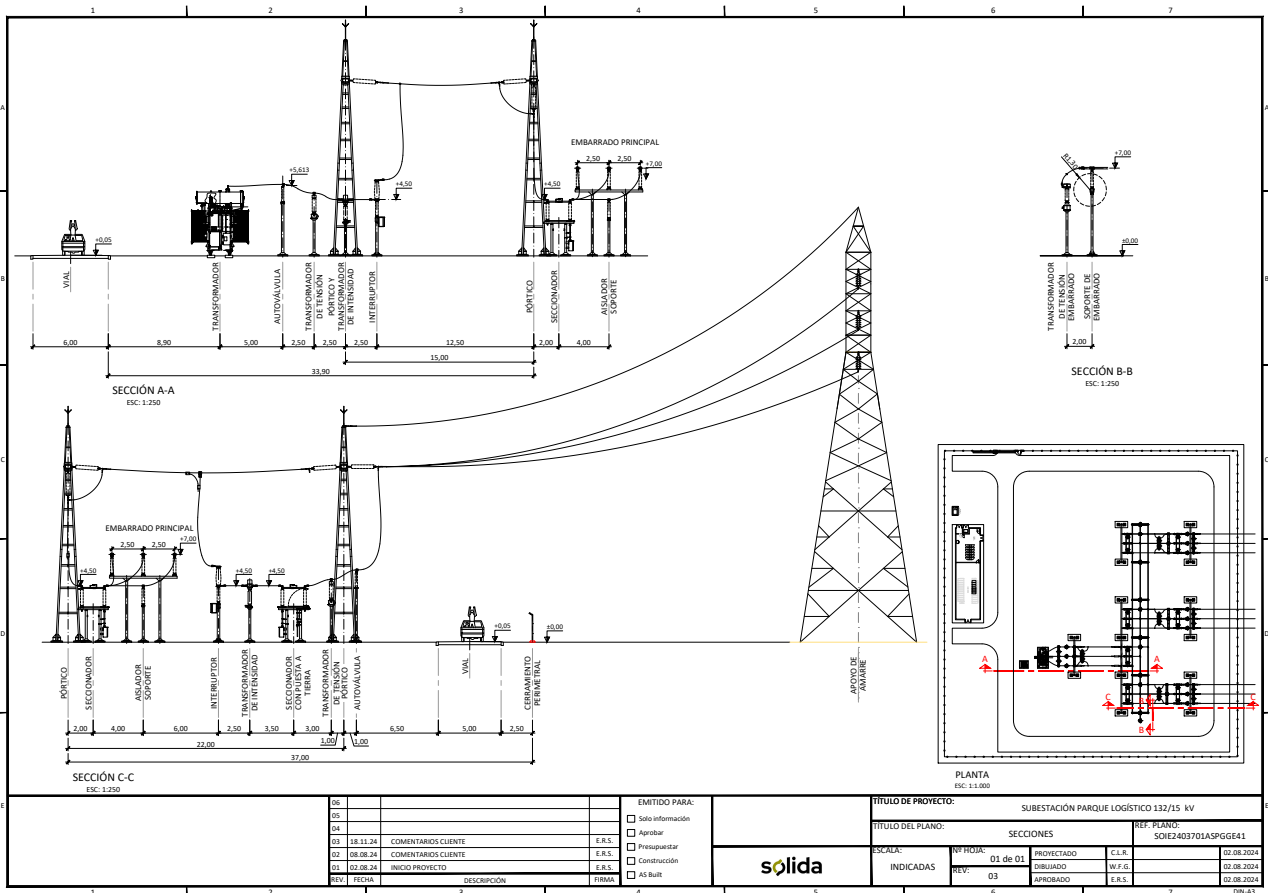 1 2 3 4 5 6 7
A
B
C
D
E
EMBARRADO PRINCIPAL
2,50 2,50
+7,00
+5,613
+4,50
+4,50
+0,05
VIAL
TRANSFORMADOR
AUTOVÁLVULA
TRANSFORMADOR
DE TENSIÓN
PÓRTICO Y
TRANSFORMADOR
DE INTENSIDAD
INTERRUPTOR
PÓRTICO
SECCIONADOR
AISLADOR
SOPORTE
6,00 8,90 5,00 2,50 2,50 2,50 12,50 2,00 4,00
15,00
33,90
SECCIÓN A-A
ESC: 1:250
R1,30
+7,00
±0,00
TRANSFORMADOR
DE TENSIÓN
EMBARRADO
SOPORTE DE
EMBARRADO
2,00
SECCIÓN B-B
ESC: 1:250
EMBARRADO PRINCIPAL
2,50 2,50
+7,00
+4,50
+4,50
+4,50
+0,05
±0,00
PÓRTICO
SECCIONADOR
AISLADOR
SOPORTE
INTERRUPTOR
TRANSFORMADOR
DE INTENSIDAD
SECCIONADOR
CON PUESTA A
TIERRA
TRANSFORMADOR
DE TENSIÓN
PÓRTICO
AUTOVÁLVULA
VIAL
CERRAMIENTO
PERIMETRAL
APOYO DE
AMARRE
2,00 4,00 6,00 2,50 3,50 3,00 1,00 1,00 6,50 5,00 2,50
22,00
37,00
SECCIÓN C-C
ESC: 1:250
A A
C B C
B
PLANTA
ESC: 1:1.000
06
05
04
03 18.11.24 COMENTARIOS CLIENTE E.R.S.
02 08.08.24 COMENTARIOS CLIENTE E.R.S.
01 02.08.24 INICIO PROYECTO E.R.S.
REV. FECHA DESCRIPCIÓN FIRMA
EMITIDO PARA:
Solo información
Aprobar
Presupuestar
Construcción
AS Built
sólida
TÍTULO DE PROYECTO:
SUBESTACIÓN PARQUE LOGÍSTICO 132/15 kV
TÍTULO DEL PLANO:
SECCIONES
REF. PLANO:
SOIE2403701ASPGGE41
ESCALA:
INDICADAS
Nº HOJA:
01 de 01
REV:
03
PROYECTADO C.L.R. 02.08.2024
DIBUJADO W.F.G. 02.08.2024
APROBADO E.R.S. 02.08.2024
1 2 3 4 5 6 7
DIN-A3
A
B
C
D
E